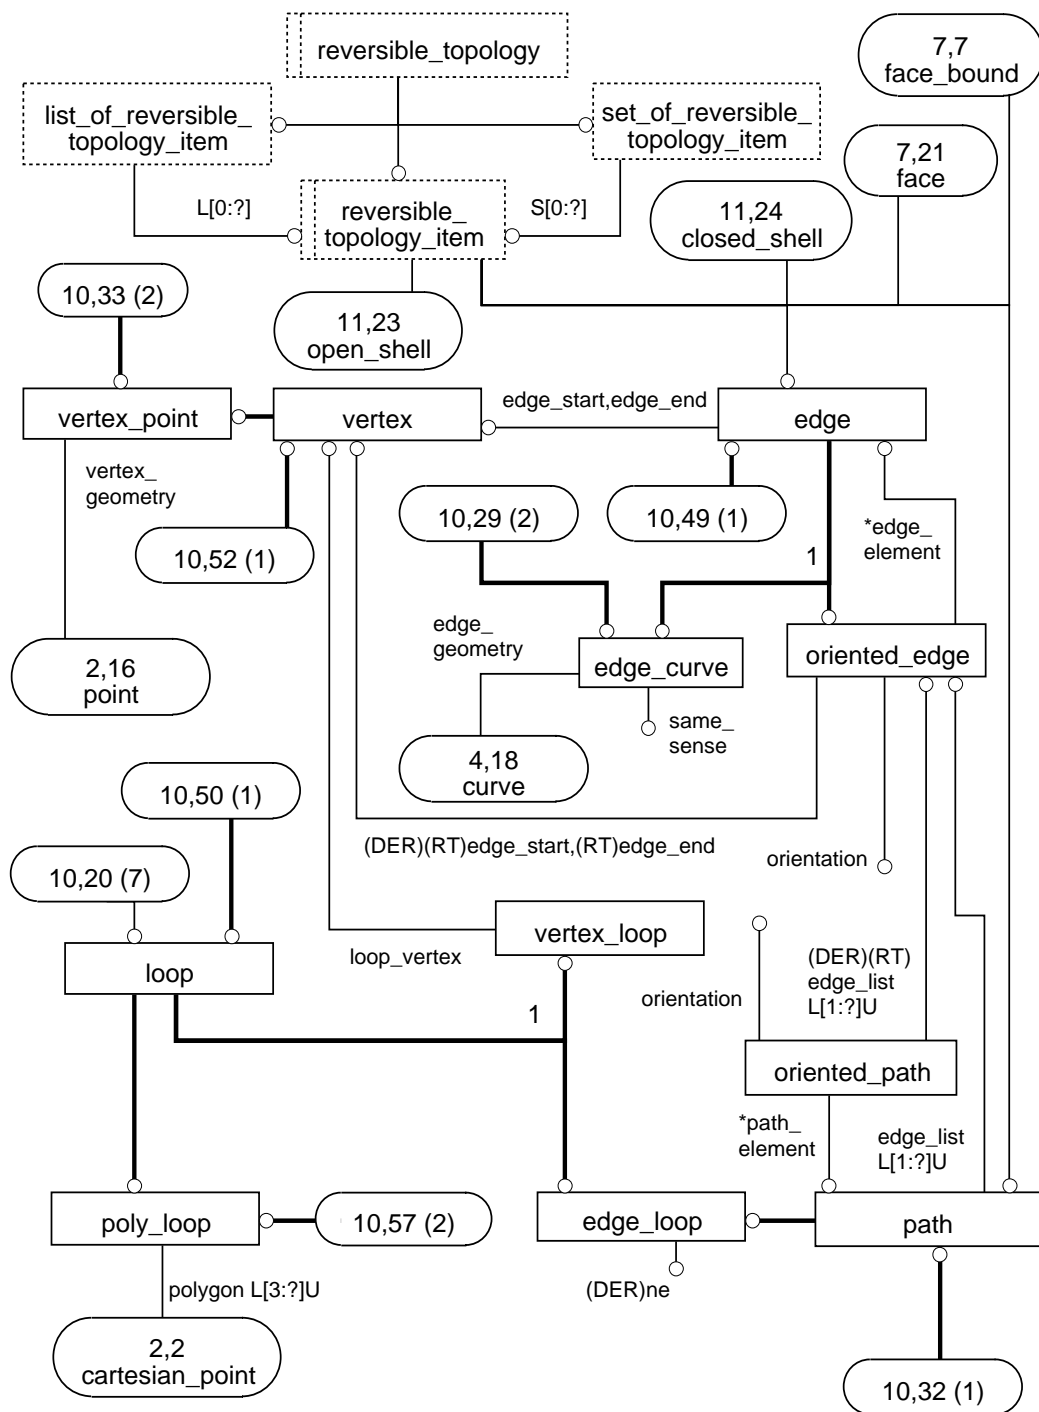 reversible_topology
7,7
face_bound
list_of_reversible_
topology_item
set_of_reversible_
topology_item
7,21
face
L[0:?]
reversible_
topology_item
S[0:?]
11,24
closed_shell
10,33 (2)
11,23
open_shell
vertex_point
vertex
edge_start,edge_end
edge
vertex_
geometry
10,29 (2)
10,49 (1)
*edge_
element
10,52 (1)
1
edge_
geometry
edge_curve
oriented_edge
2,16
point
same_
sense
4,18
curve
10,50 (1)
(DER)(RT)edge_start,(RT)edge_end
orientation
10,20 (7)
vertex_loop
loop_vertex
loop
(DER)(RT)
edge_list
L[1:?]U
orientation
1
oriented_path
*path_
element
edge_list
L[1:?]U
poly_loop
10,57 (2)
edge_loop
path
polygon L[3:?]U
(DER)ne
2,2
cartesian_point
10,32 (1)